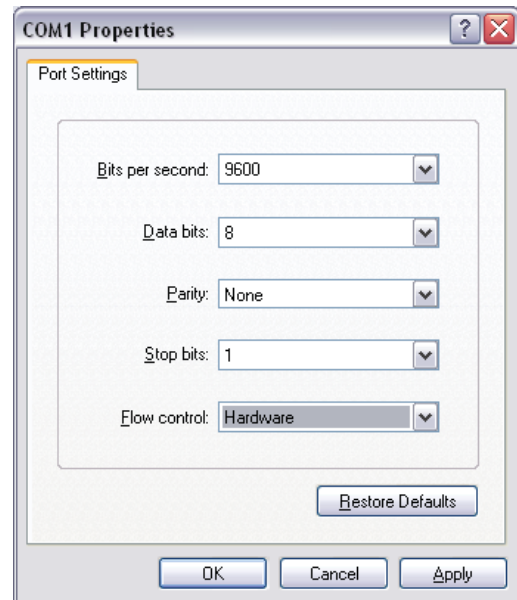 COM1 Properties
Port Settings
Bits per second: 9600
Data bits: 8
Parity: None
Stop bits: 1
Flow control: Hardware
Restore Defaults
OK Cancel Apply